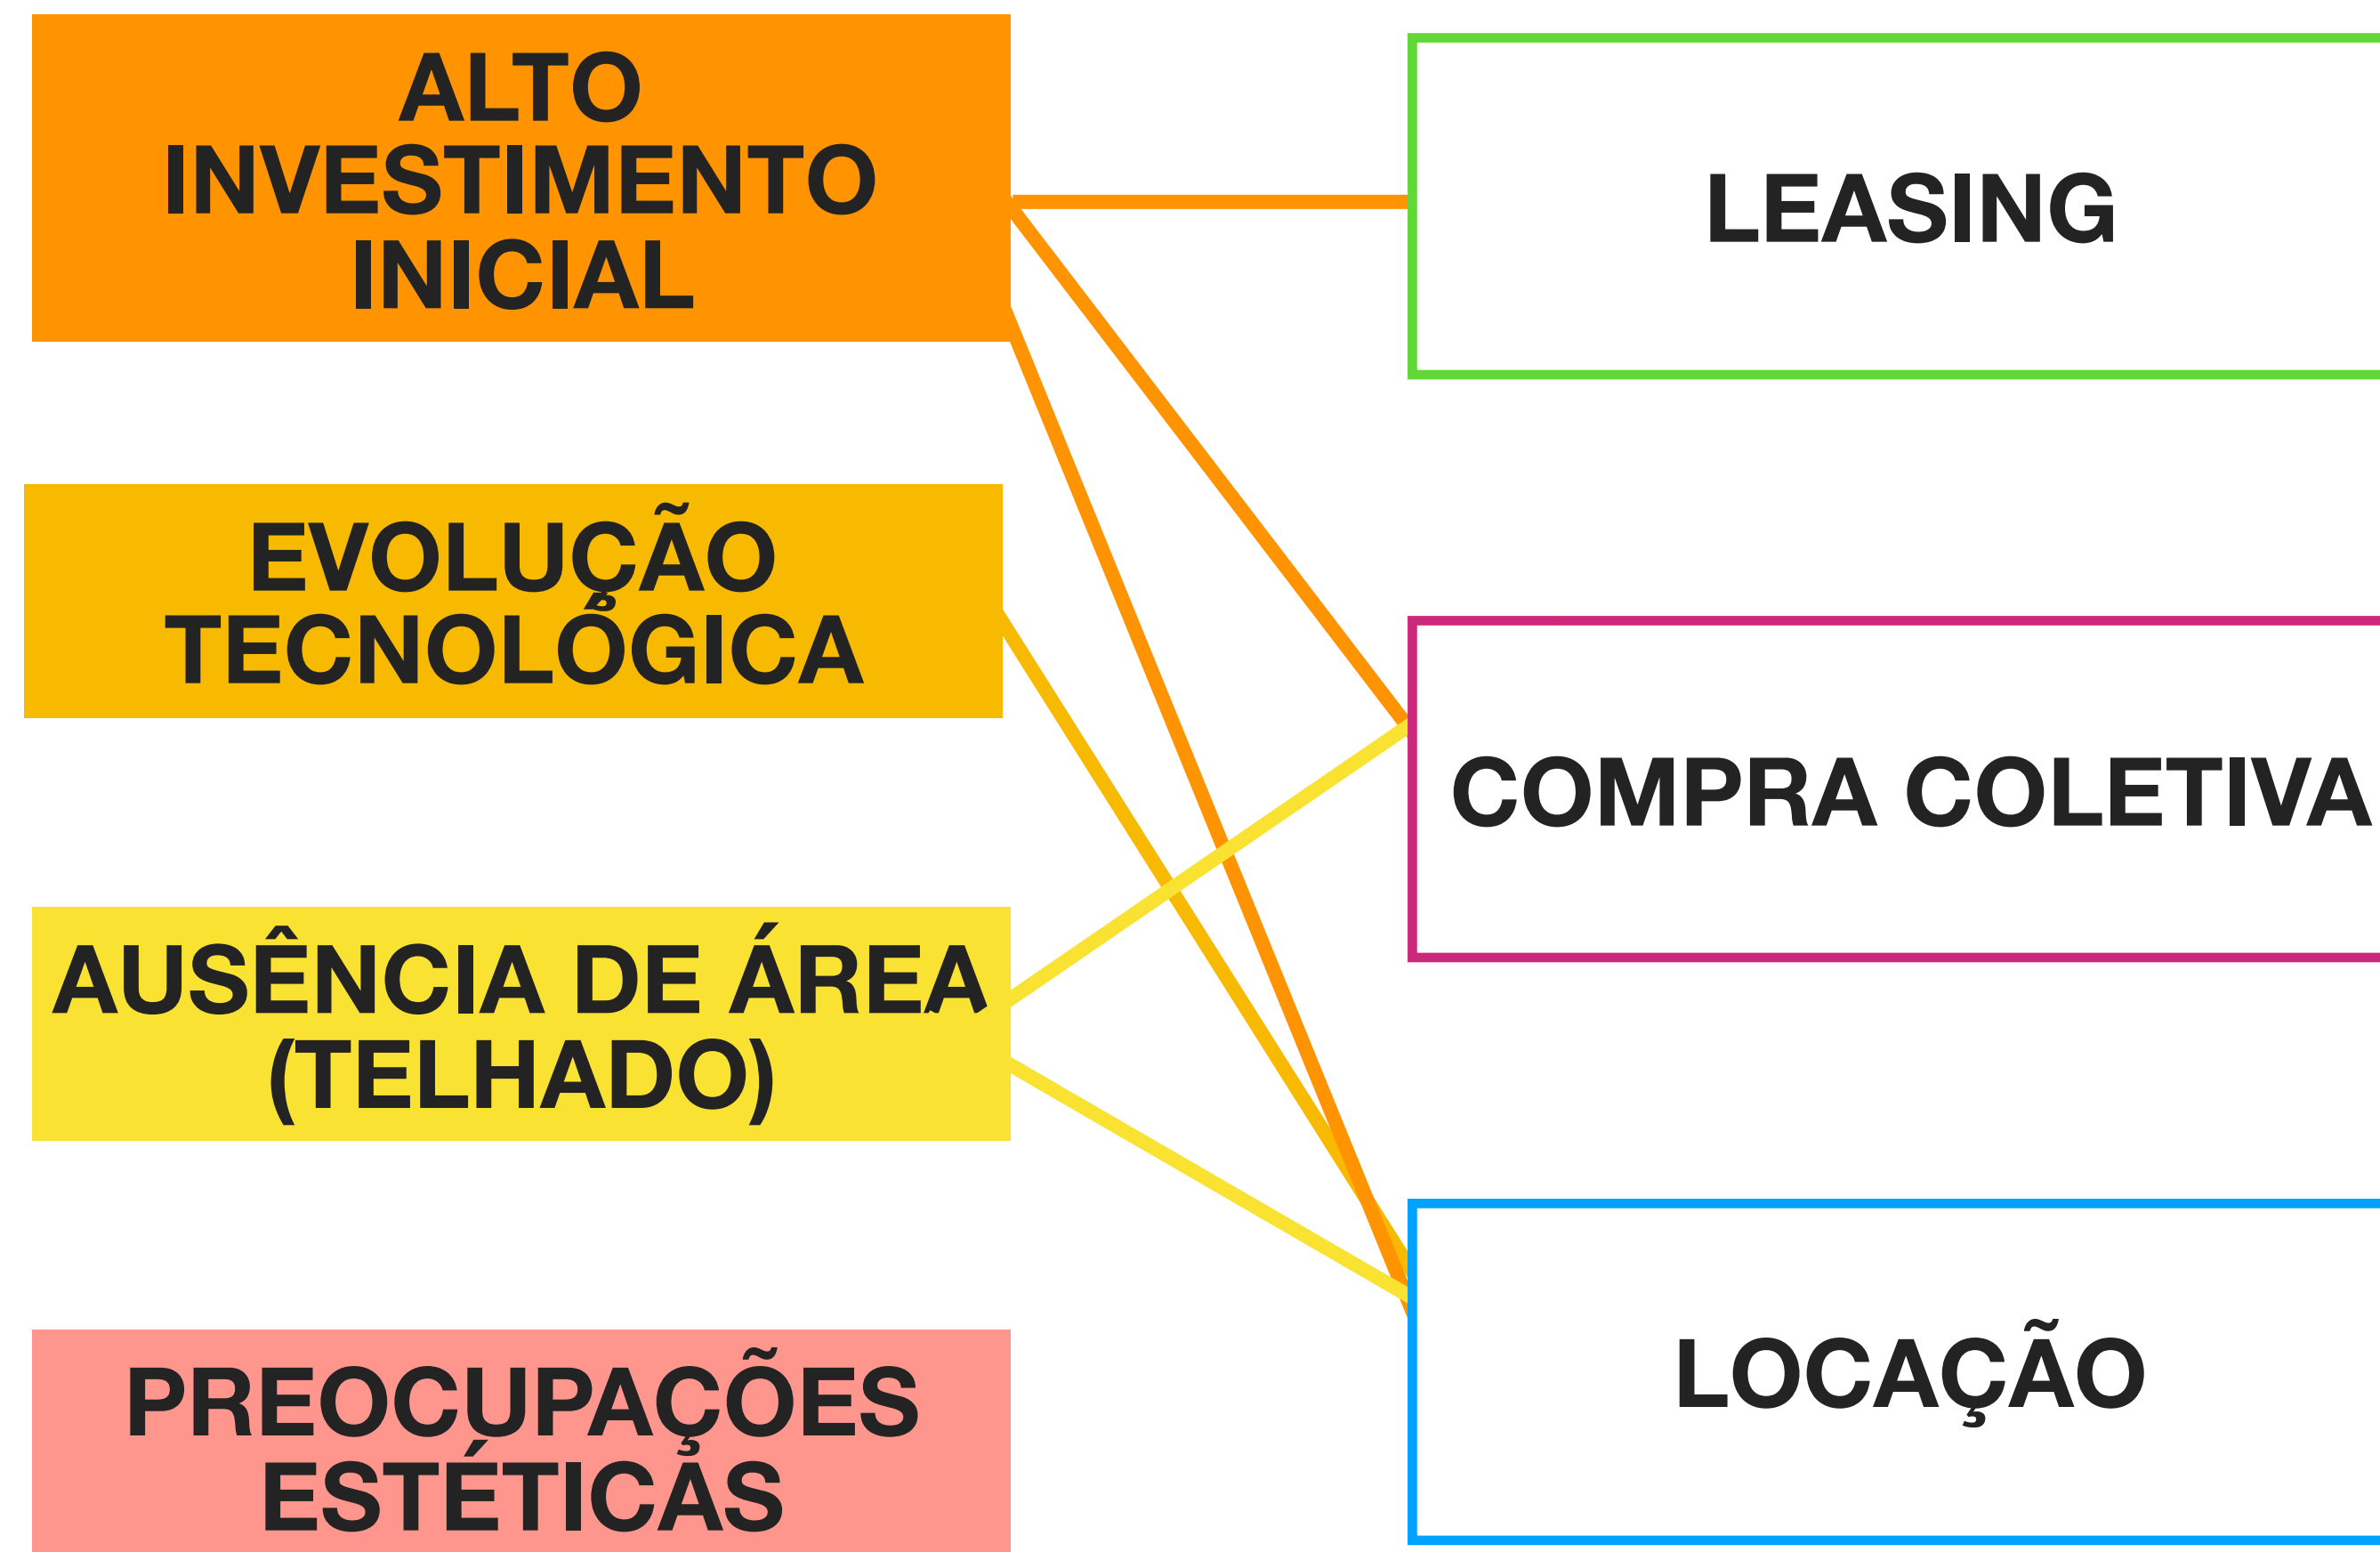 ALTO
INVESTIMENTO
INICIAL
LEASING
EVOLUÇÃO
TECNOLÓGICA
COMPRA COLETIVA
AUSÊNCIA DE ÁREA
(TELHADO)
LOCAÇÃO
PREOCUPAÇÕES
ESTÉTICAS